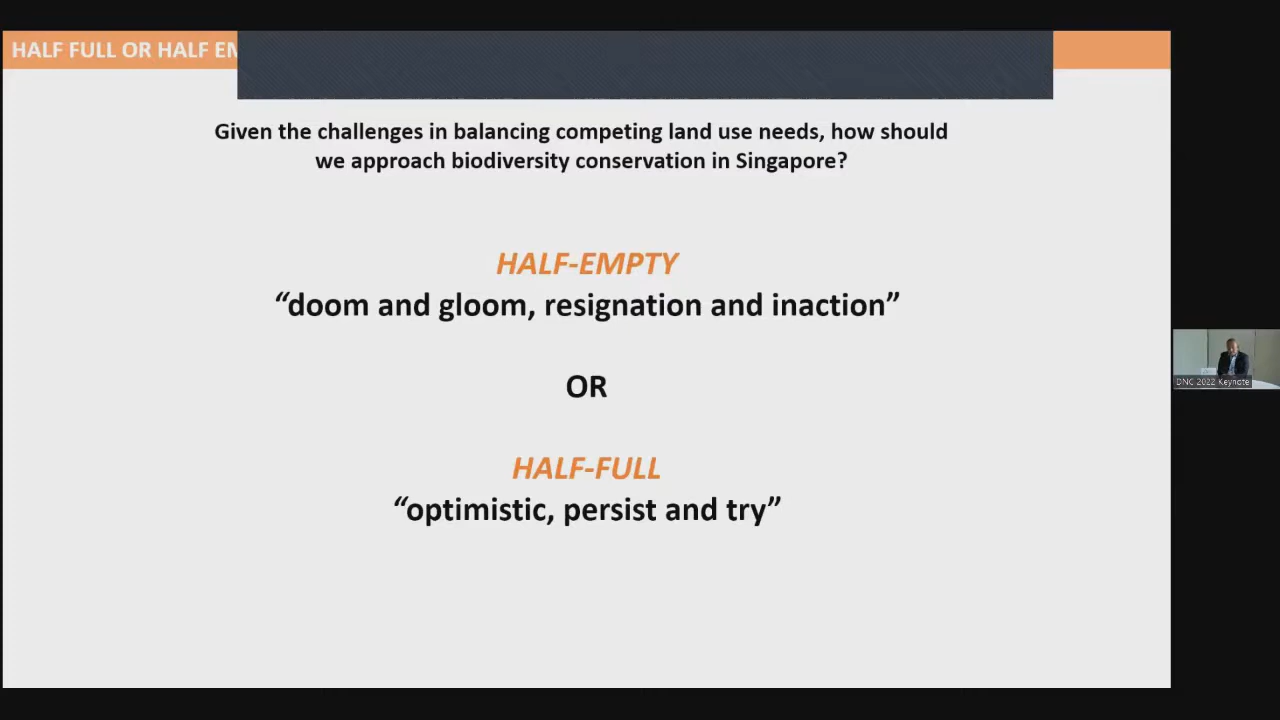 HALF FULL OR HALF EM
Given the challenges in balancing competing land use needs, how should
we approach biodiversity conservation in Singapore?
HALF-EMPTY
“doom and gloom, resignation and inaction”
OR
HALF-FULL
“optimistic, persist and try”
DNC 2022 Keynote